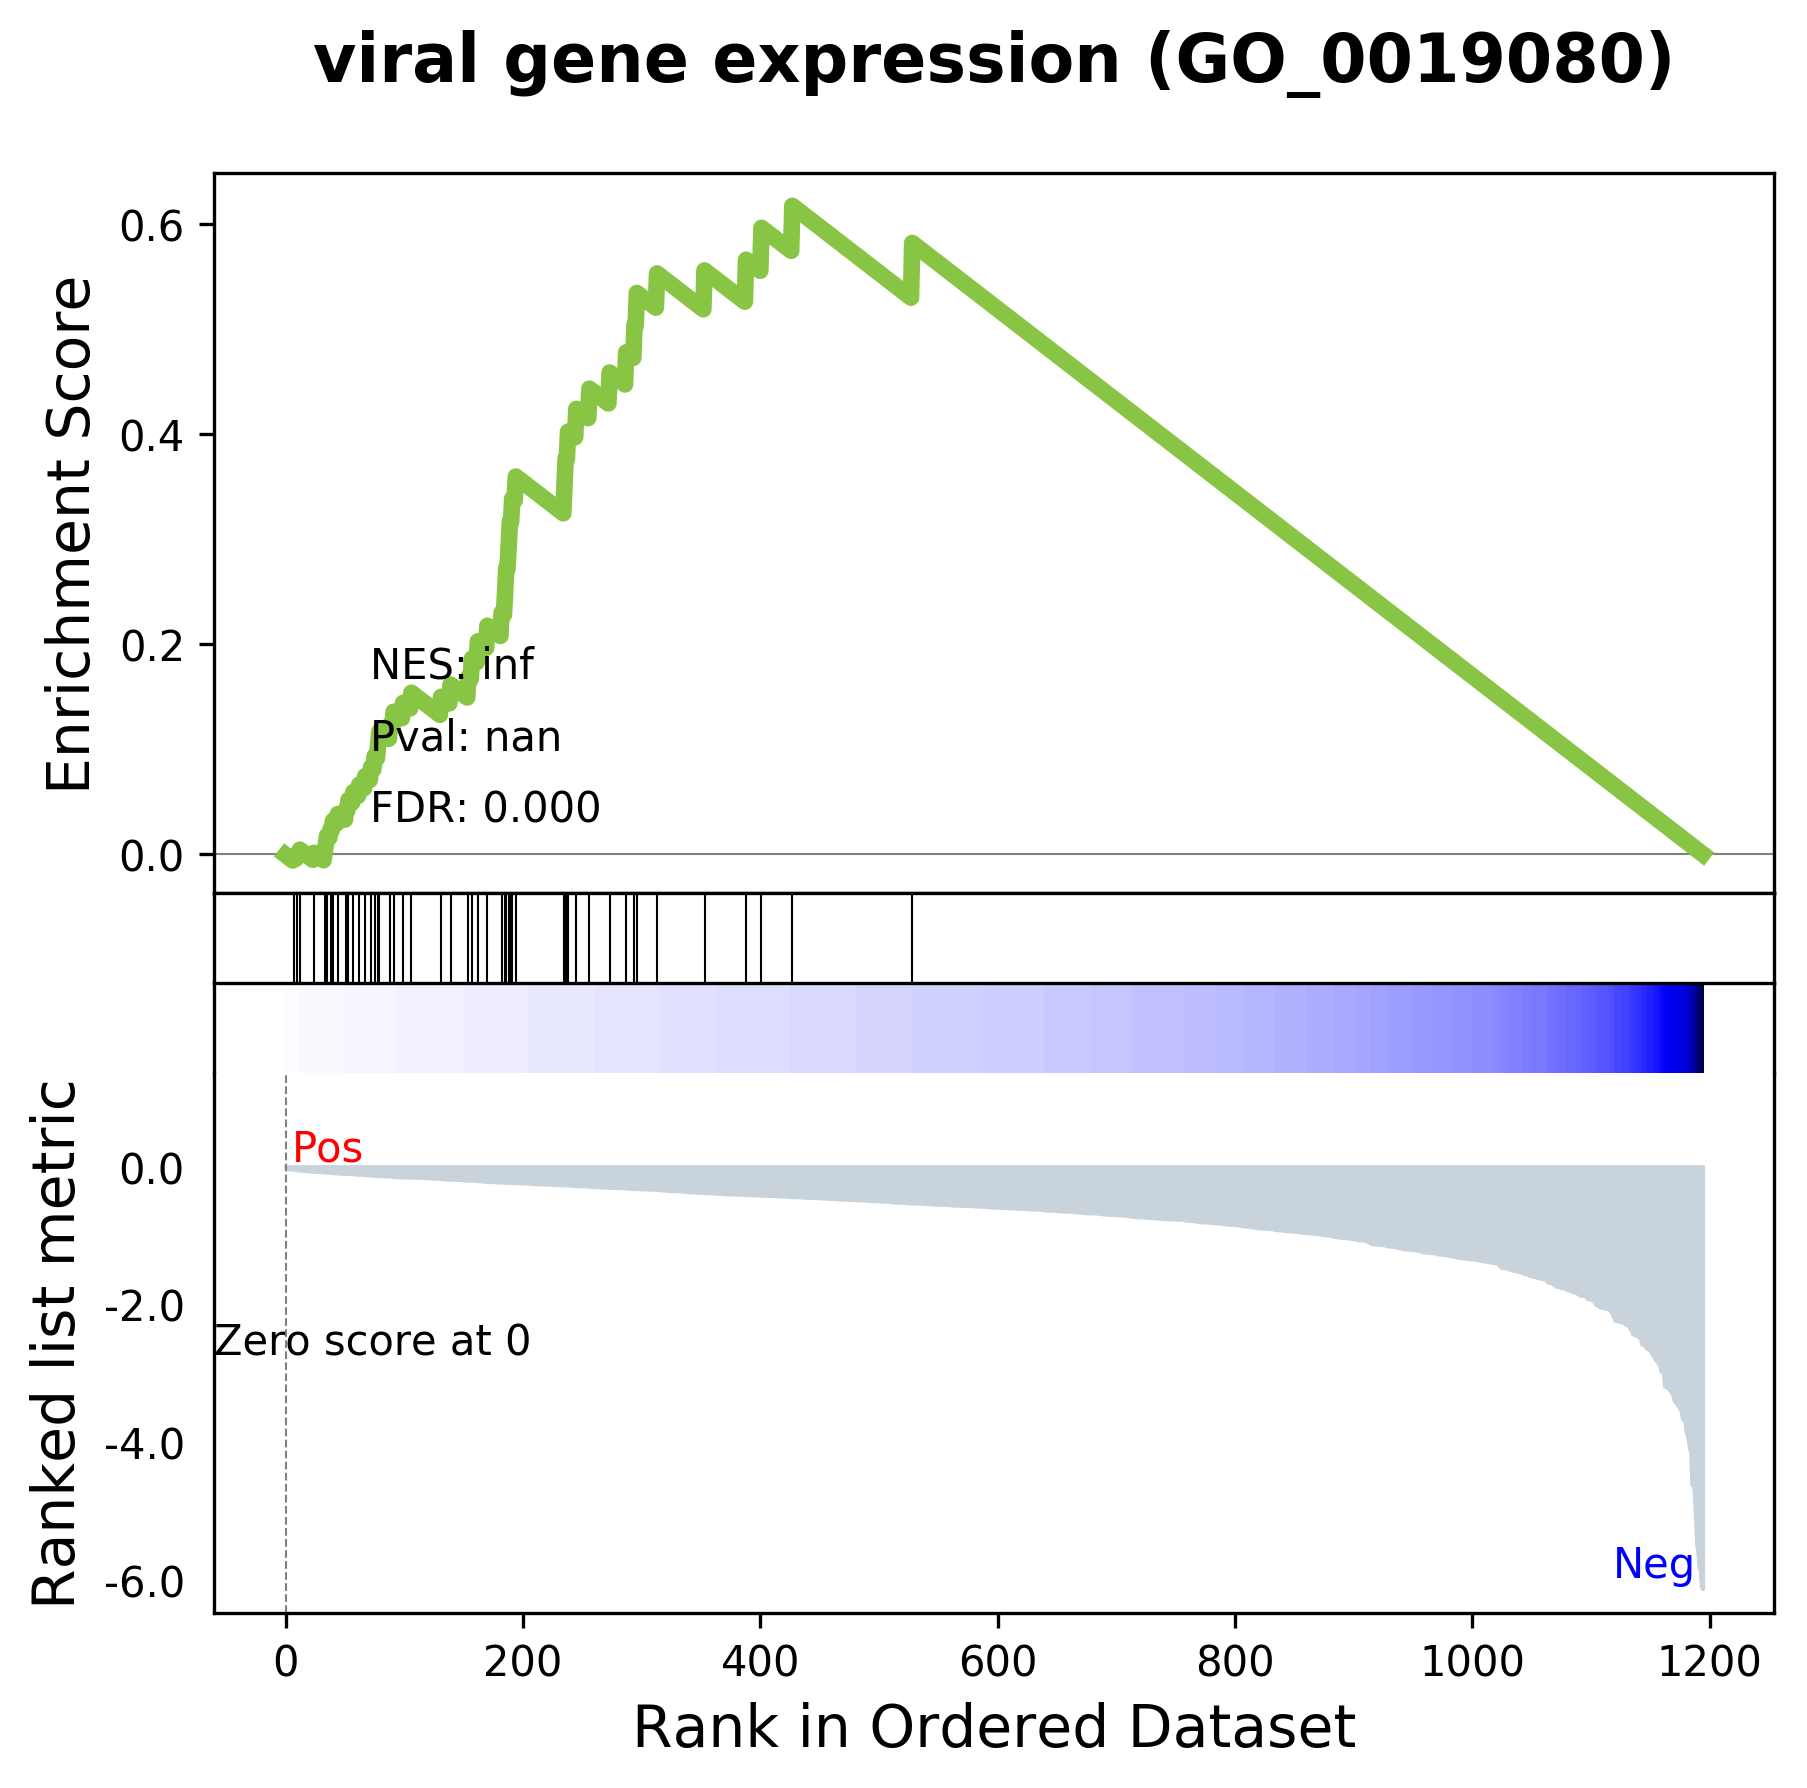 viral gene expression (GO_0019080)
Enrichment Score
0.6
0.4
0.2
0.0
NES: inf
Pval: nan
FDR: 0.000
Ranked list metric
Pos
0.0
-2.0
Zero score at 0
-4.0
-6.0
Neg
0 200 400 600 800 1000 1200
Rank in Ordered Dataset